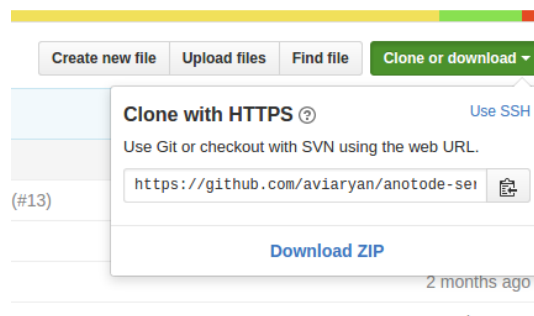 Create new file Upload files Find file Clone or download
Clone with HTTPS
Use SSH
Use Git or checkout with SVN using the web URL.
https://github.com/aviaryan/anotode-ser
(#13)
Download ZIP
2 months ago